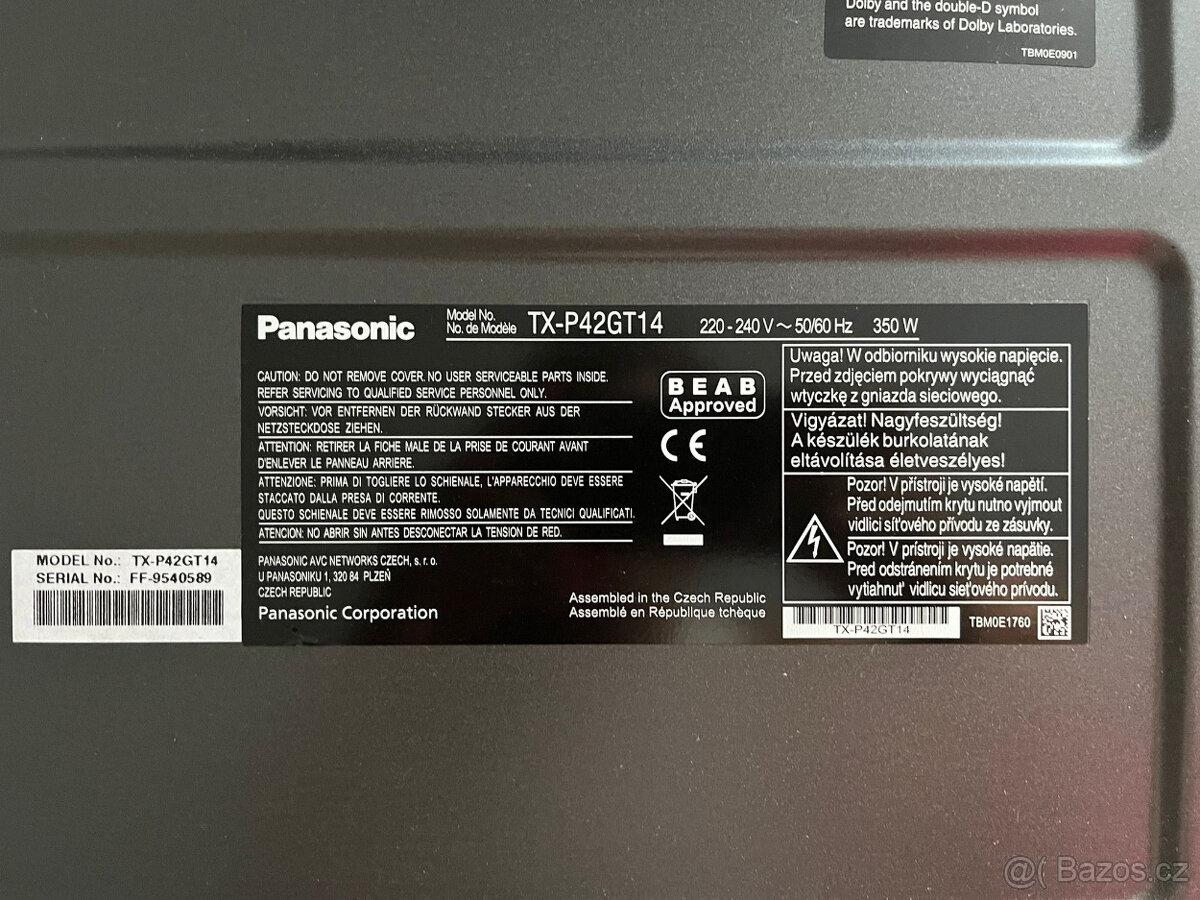 Dolby and the double-D symbol
are trademarks of Dolby Laboratories.
TBM0E0901
Panasonic
Model No.
No. de Modèle
TX-P42GT14
220 - 240 V ~ 50/60 Hz 350 W
CAUTION: DO NOT REMOVE COVER. NO USER SERVICEABLE PARTS INSIDE.
REFER SERVICING TO QUALIFIED SERVICE PERSONNEL ONLY.
VORSICHT: VOR ENTFERNEN DER RÜCKWAND STECKER AUS DER
NETZSTECKDOSE ZIEHEN.
ATTENTION: RETIRER LA FICHE MALE DE LA PRISE DE COURANT AVANT
D'ENLEVER LE PANNEAU ARRIERE.
ATTENZIONE: PRIMA DI TOGLIERE LO SCHIENALE, L'APPARECCHIO DEVE ESSERE
STACCATO DALLA PRESA DI CORRENTE.
QUESTO SCHIENALE DEVE ESSERE RIMOSSO SOLAMENTE DA TECNICI QUALIFICATI.
ATENCION: NO ABRIR SIN ANTES DESCONECTAR LA TENSION DE RED.
PANASONIC AVC NETWORKS CZECH, s. r. o.
U PANASONIKU 1, 320 84 PLZEŇ
CZECH REPUBLIC
Panasonic Corporation
BEAB
Approved
CE
Assembled in the Czech Republic
Assemblé en République tchèque
Uwaga! W odbiorniku wysokie napięcie.
Przed zdjęciem pokrywy wyciągnąć
wtyczkę z gniazda sieciowego.
Vigyázat! Nagyfeszültség!
A készülék burkolatának
eltávolítása életveszélyes!
Pozor! V přístroji je vysoké napětí.
Před odejmutím krytu nutno vyjmout
vidlici síťového přívodu ze zásuvky.
Pozor! V prístroji je vysoké napätie.
Pred odstránením krytu je potrebné
vytiahnuť vidlicu sieťového prívodu.
TX-P42GT14
TBM0E1760
MODEL No.: TX-P42GT14
SERIAL No.: FF-9540589
@( Bazos.cz